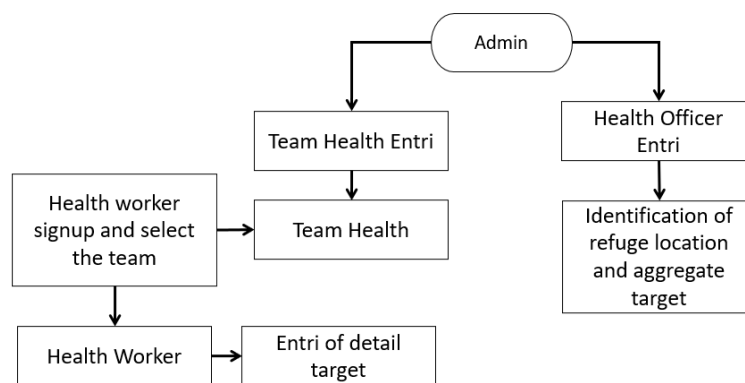 Admin
Team Health Entri
Health Officer
Entri
Health worker
signup and select
the team
Team Health
Identification of
refuge location
and aggregate
target
Health Worker
Entri of detail
target